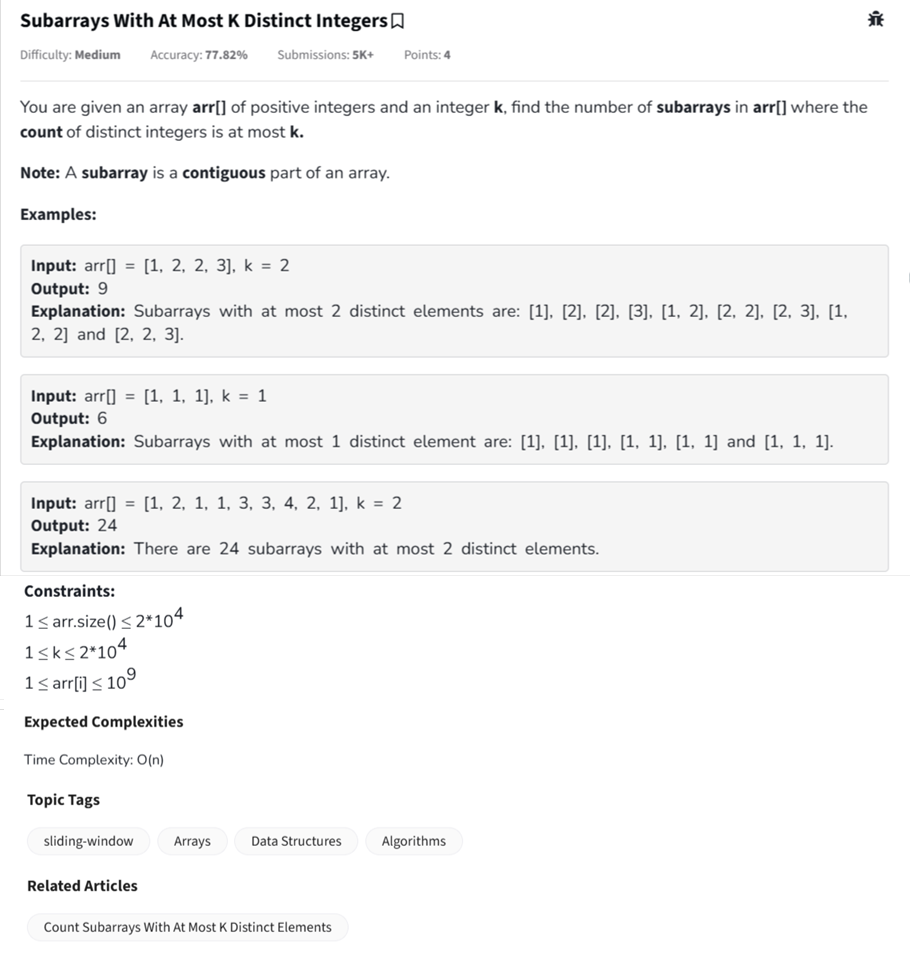 Subarrays With At Most K Distinct Integers
Difficulty: Medium Accuracy: 77.82% Submissions: 5K+ Points: 4
You are given an array arr[] of positive integers and an integer k, find the number of subarrays in arr[] where the
count of distinct integers is at most k.
Note: A subarray is a contiguous part of an array.
Examples:
Input: arr[] = [1, 2, 2, 3], k = 2
Output: 9
Explanation: Subarrays with at most 2 distinct elements are: [1], [2], [2], [3], [1, 2], [2, 2], [2, 3], [1,
2, 2] and [2, 2, 3].
Input: arr[] = [1, 1, 1], k = 1
Output: 6
Explanation: Subarrays with at most 1 distinct element are: [1], [1], [1], [1, 1], [1, 1] and [1, 1, 1].
Input: arr[] = [1, 2, 1, 1, 3, 3, 4, 2, 1], k = 2
Output: 24
Explanation: There are 24 subarrays with at most 2 distinct elements.
Constraints:
1 ≤ arr.size() ≤ 2*10^4
1 ≤ k ≤ 2*10^4
1 ≤ arr[i] ≤ 10^9
Expected Complexities
Time Complexity: O(n)
Topic Tags
sliding-window Arrays Data Structures Algorithms
Related Articles
Count Subarrays With At Most K Distinct Elements